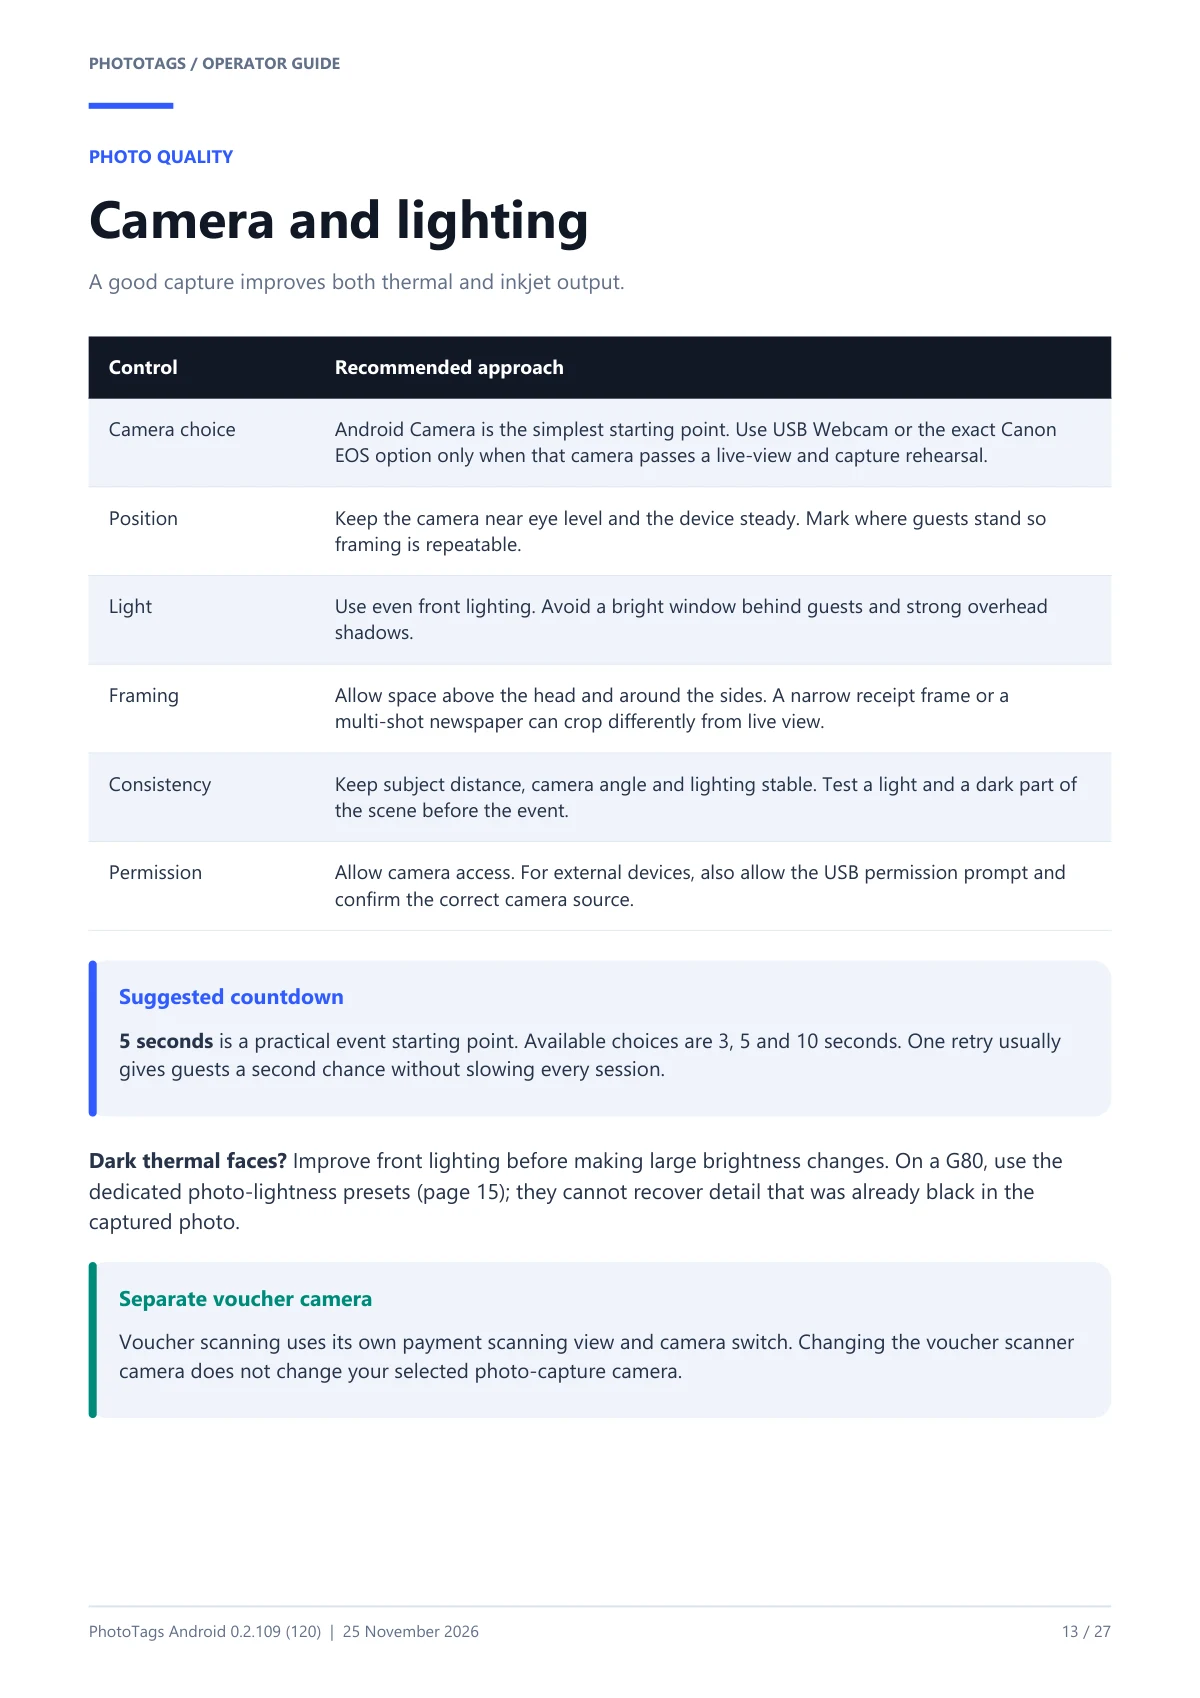 PHOTOTAGS / OPERATOR GUIDE
PHOTO QUALITY
Camera and lighting
A good capture improves both thermal and inkjet output.
Control Recommended approach
Camera choice Android Camera is the simplest starting point. Use USB Webcam or the exact Canon
EOS option only when that camera passes a live-view and capture rehearsal.
Position Keep the camera near eye level and the device steady. Mark where guests stand so
framing is repeatable.
Light Use even front lighting. Avoid a bright window behind guests and strong overhead
shadows.
Framing Allow space above the head and around the sides. A narrow receipt frame or a
multi-shot newspaper can crop differently from live view.
Consistency Keep subject distance, camera angle and lighting stable. Test a light and a dark part of
the scene before the event.
Permission Allow camera access. For external devices, also allow the USB permission prompt and
confirm the correct camera source.
Suggested countdown
5 seconds is a practical event starting point. Available choices are 3, 5 and 10 seconds. One retry usually
gives guests a second chance without slowing every session.
Dark thermal faces? Improve front lighting before making large brightness changes. On a G80, use the
dedicated photo-lightness presets (page 15); they cannot recover detail that was already black in the
captured photo.
Separate voucher camera
Voucher scanning uses its own payment scanning view and camera switch. Changing the voucher scanner
camera does not change your selected photo-capture camera.
PhotoTags Android 0.2.109 (120) | 25 November 2026 13 / 27